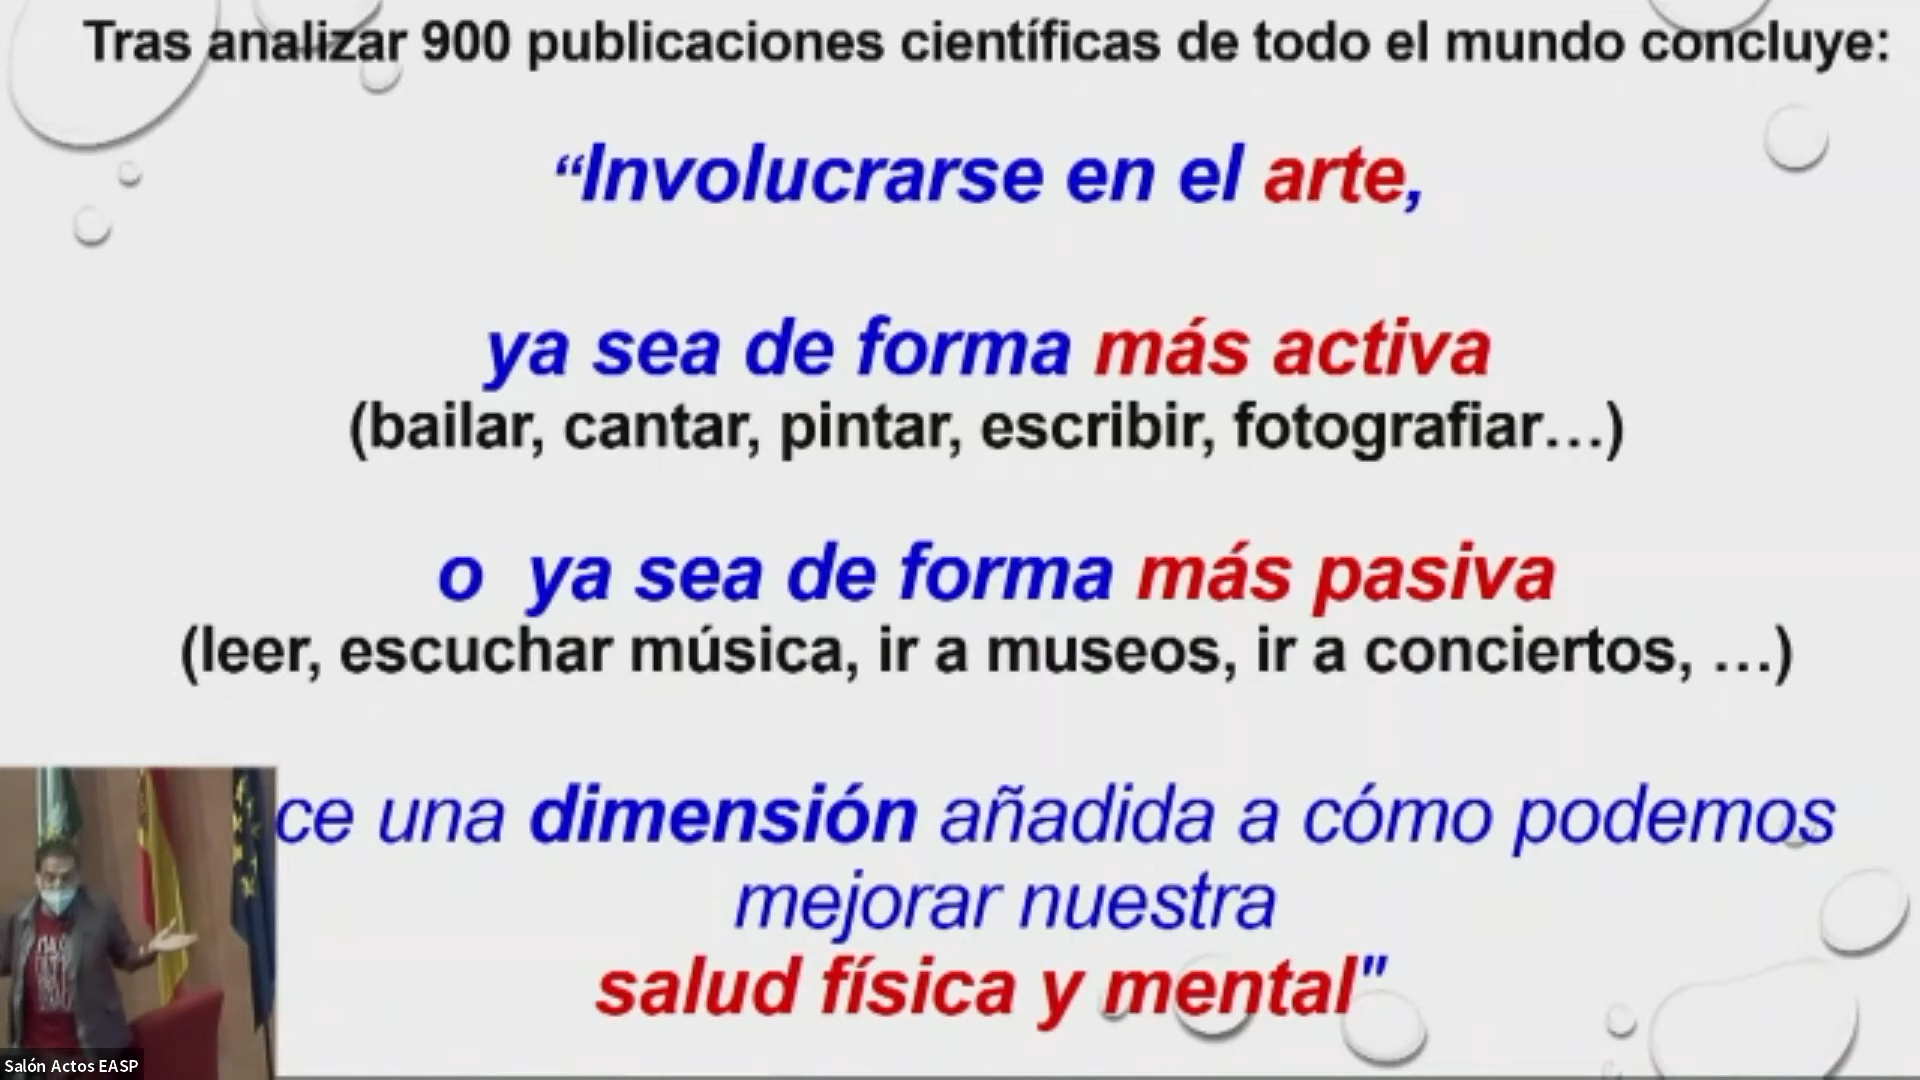 Tras analizar 900 publicaciones científicas de todo el mundo concluye:
“Involucrarse en el arte,
ya sea de forma más activa
(bailar, cantar, pintar, escribir, fotografiar…)
o ya sea de forma más pasiva
(leer, escuchar música, ir a museos, ir a conciertos, …)
ce una dimensión añadida a cómo podemos
mejorar nuestra
salud física y mental"
Salón Actos EASP